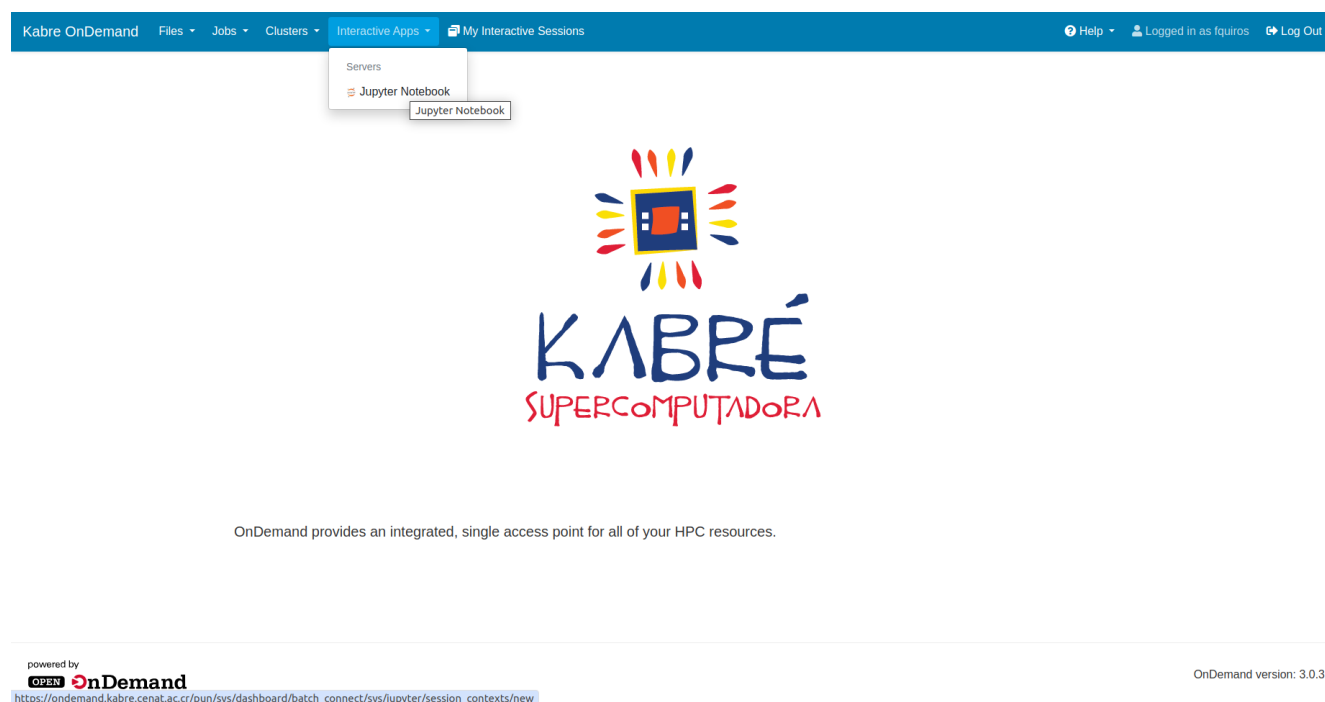 Kabre OnDemand Files Jobs Clusters Interactive Apps My Interactive Sessions Help Logged in as fquiros Log Out
Servers
Jupyter Notebook
Jupyter Notebook
KABRÉ
SUPERCOMPUTADORA
OnDemand provides an integrated, single access point for all of your HPC resources.
powered by
OPEN OnDemand
OnDemand version: 3.0.3
https://ondemand.kabre.cenat.ac.cr/pun/sys/dashboard/batch_connect/sys/jupyter/session_contexts/new